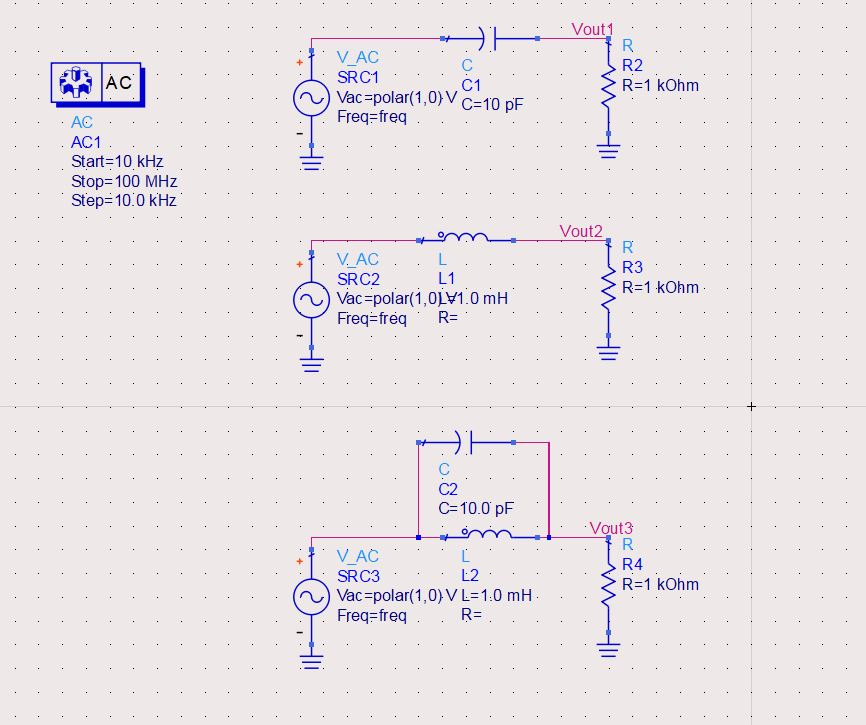 AC
AC
AC1
Start=10 kHz
Stop=100 MHz
Step=10.0 kHz
+
V_AC
SRC1
Vac=polar(1,0) V
Freq=freq
-
C
C1
C=10 pF
Vout1
R
R2
R=1 kOhm
+
V_AC
SRC2
Vac=polar(1,0) V
Freq=freq
-
L
L1
L=1.0 mH
R=
Vout2
R
R3
R=1 kOhm
C
C2
C=10.0 pF
+
V_AC
SRC3
Vac=polar(1,0) V
Freq=freq
-
L
L2
L=1.0 mH
R=
Vout3
R
R4
R=1 kOhm